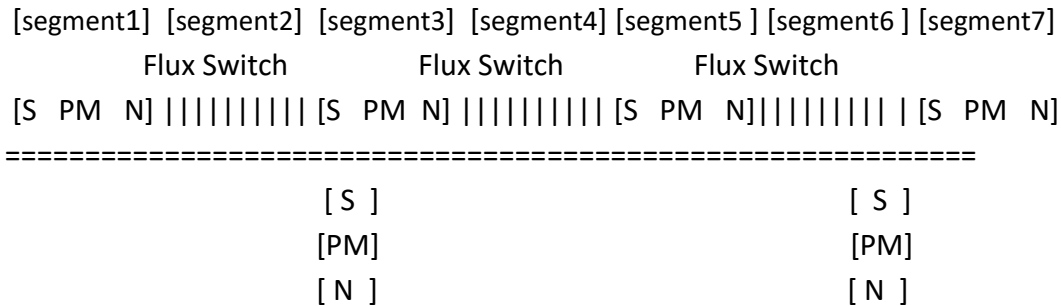 [segment1] [segment2] [segment3] [segment4] [segment5 ] [segment6 ] [segment7]
Flux Switch Flux Switch Flux Switch
[S PM N] |||||||||| [S PM N] |||||||||| [S PM N]||||||||| | [S PM N]
=============================================================
[ S ] [ S ]
[PM] [PM]
[ N ] [ N ]